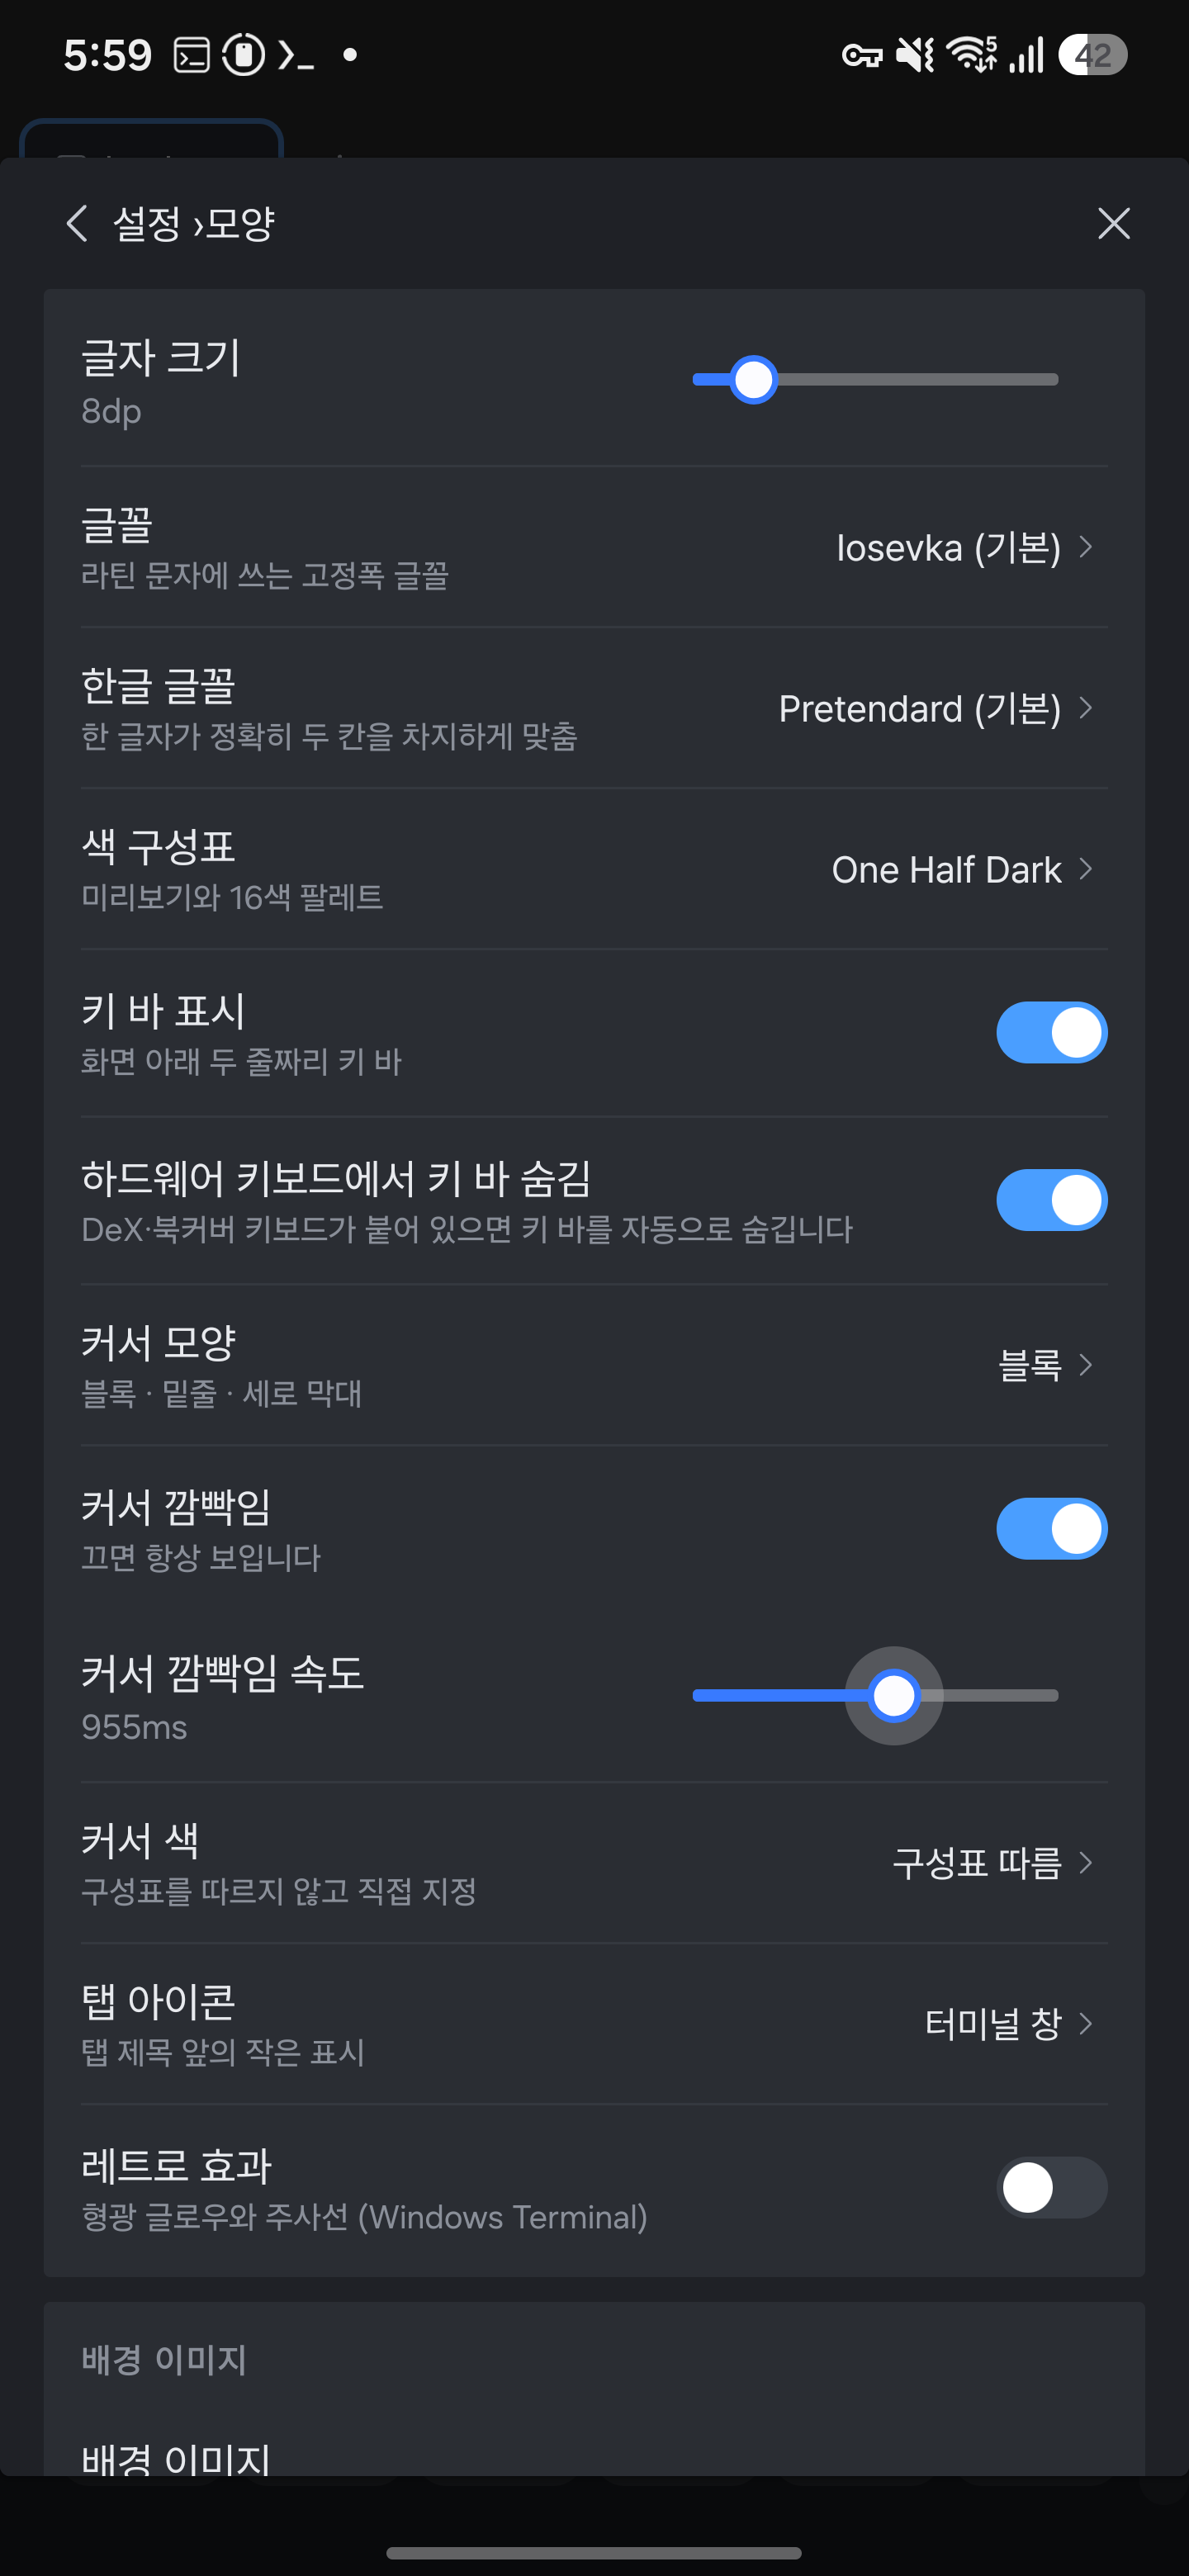 5:59
5
42
설정 ›모양
글자 크기
8dp
글꼴
라틴 문자에 쓰는 고정폭 글꼴
Iosevka (기본)
한글 글꼴
한 글자가 정확히 두 칸을 차지하게 맞춤
Pretendard (기본)
색 구성표
미리보기와 16색 팔레트
One Half Dark
키 바 표시
화면 아래 두 줄짜리 키 바
하드웨어 키보드에서 키 바 숨김
DeX·북커버 키보드가 붙어 있으면 키 바를 자동으로 숨깁니다
커서 모양
블록 · 밑줄 · 세로 막대
블록
커서 깜빡임
끄면 항상 보입니다
커서 깜빡임 속도
955ms
커서 색
구성표를 따르지 않고 직접 지정
구성표 따름
탭 아이콘
탭 제목 앞의 작은 표시
터미널 창
레트로 효과
형광 글로우와 주사선 (Windows Terminal)
배경 이미지
배경 이미지